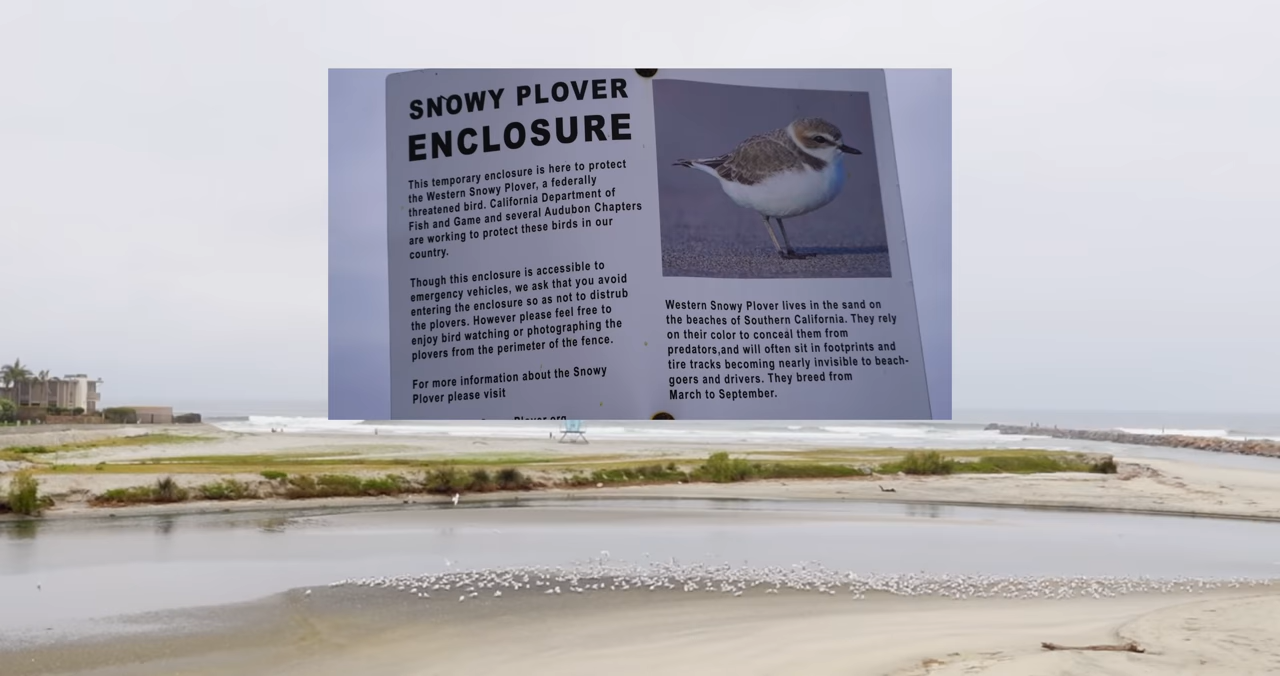 SNOWY PLOVER
ENCLOSURE
This temporary enclosure is here to protect
the Western Snowy Plover, a federally
threatened bird. California Department of
Fish and Game and several Audubon Chapters
are working to protect these birds in our
country.
Though this enclosure is accessible to
emergency vehicles, we ask that you avoid
entering the enclosure so as not to distrub
the plovers. However please feel free to
enjoy bird watching or photographing the
plovers from the perimeter of the fence.
For more information about the Snowy
Plover please visit
Plover.org
Western Snowy Plover lives in the sand on
the beaches of Southern California. They rely
on their color to conceal them from
predators,and will often sit in footprints and
tire tracks becoming nearly invisible to beach-
goers and drivers. They breed from
March to September.